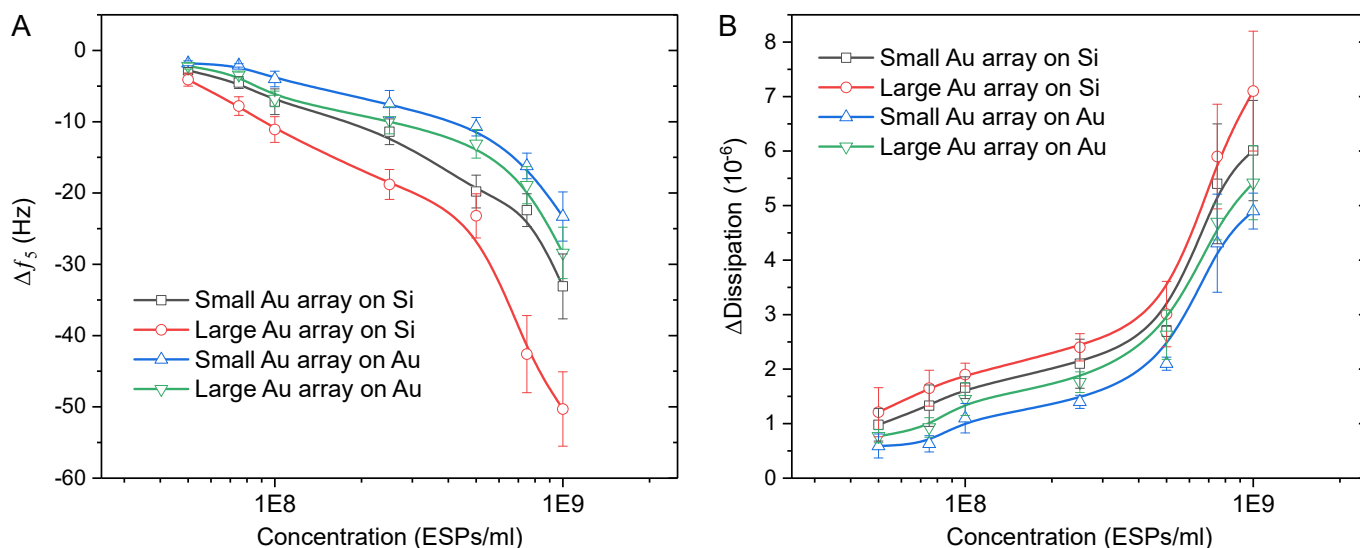 A
0
-10
-20
-30
-40
-50
-60
Δf5 (Hz)
Small Au array on Si
Large Au array on Si
Small Au array on Au
Large Au array on Au
1E8
1E9
Concentration (ESPs/ml)
B
8
7
6
5
4
3
2
1
0
ΔDissipation (10-6)
Small Au array on Si
Large Au array on Si
Small Au array on Au
Large Au array on Au
1E8
1E9
Concentration (ESPs/ml)